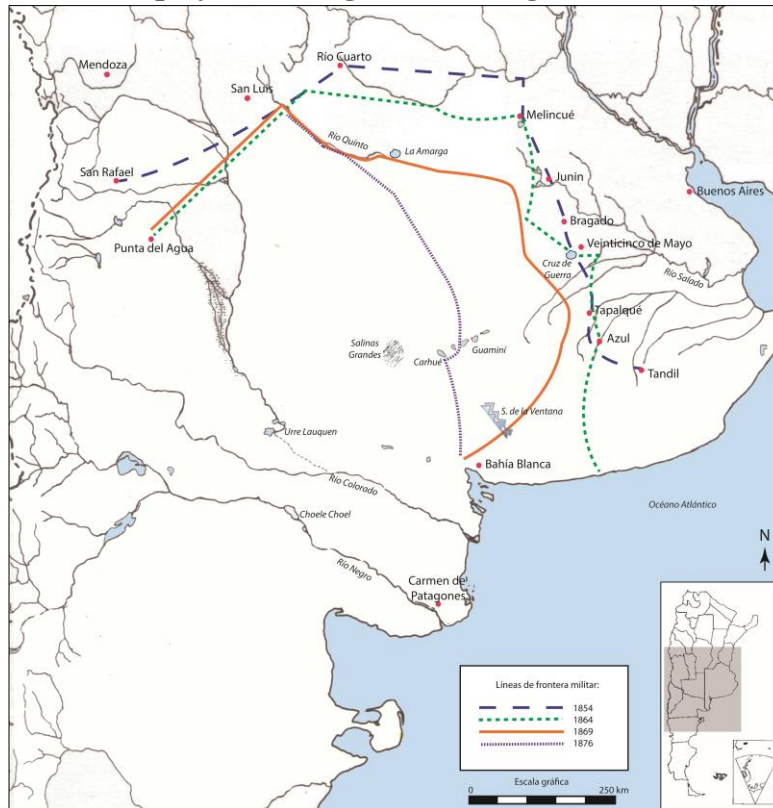 Mendoza
Río Cuarto
San Luis
Melincué
Río Quinto
La Amarga
San Rafael
Junín
Buenos Aires
Bragado
Punta del Agua
Veinticinco de Mayo
Cruz de
Guerra
Río Salado
Tapalqué
Salinas
Grandes
Carhué
Guaminí
Azul
Tandil
S. de la Ventana
Urre Lauquen
Bahía Blanca
Río Colorado
Océano Atlántico
Choele Choel
Río Negro
N
Carmen de
Patagones
Líneas de frontera militar:
1854
1864
1869
1876
Escala gráfica
0
250 km